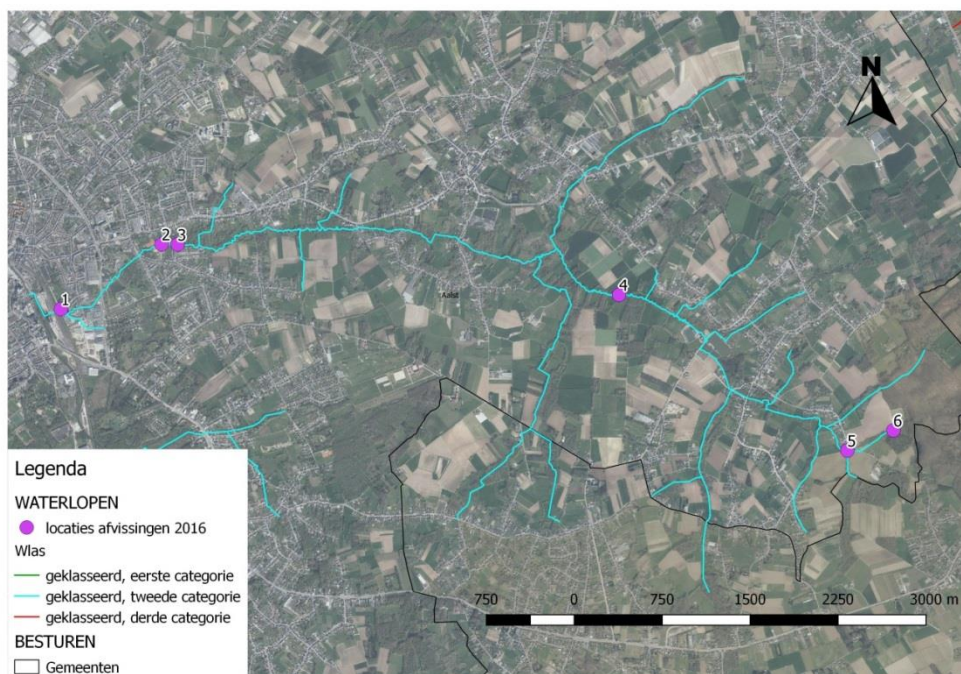 N
2
3
1
4
Aalst
6
5
Legenda
WATERLOPEN
locaties afvissingen 2016
Wlas
geklasseerd, eerste categorie
geklasseerd, tweede categorie
geklasseerd, derde categorie
BESTUREN
Gemeenten
750 0 750 1500 2250 3000 m